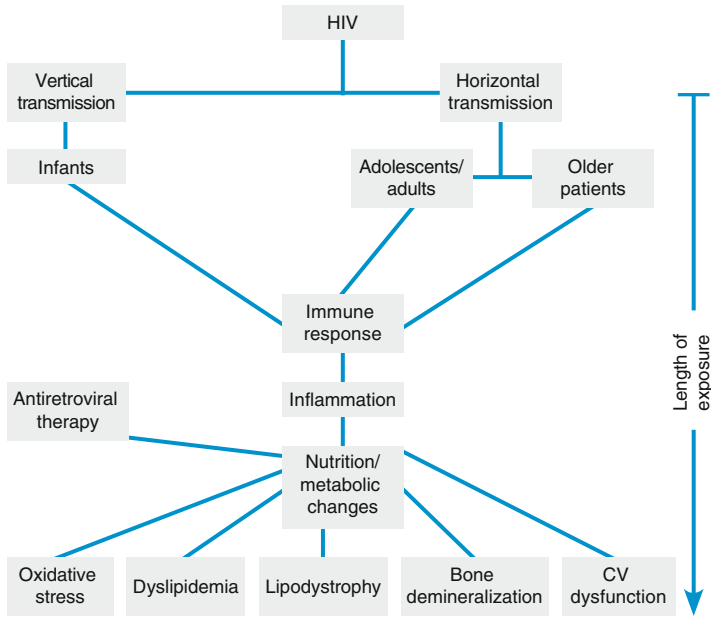 HIV
Vertical
transmission
Horizontal
transmission
Infants
Adolescents/
adults
Older
patients
Immune
response
Length of
exposure
Antiretroviral
therapy
Inflammation
Nutrition/
metabolic
changes
Oxidative
stress
Dyslipidemia
Lipodystrophy
Bone
demineralization
CV
dysfunction